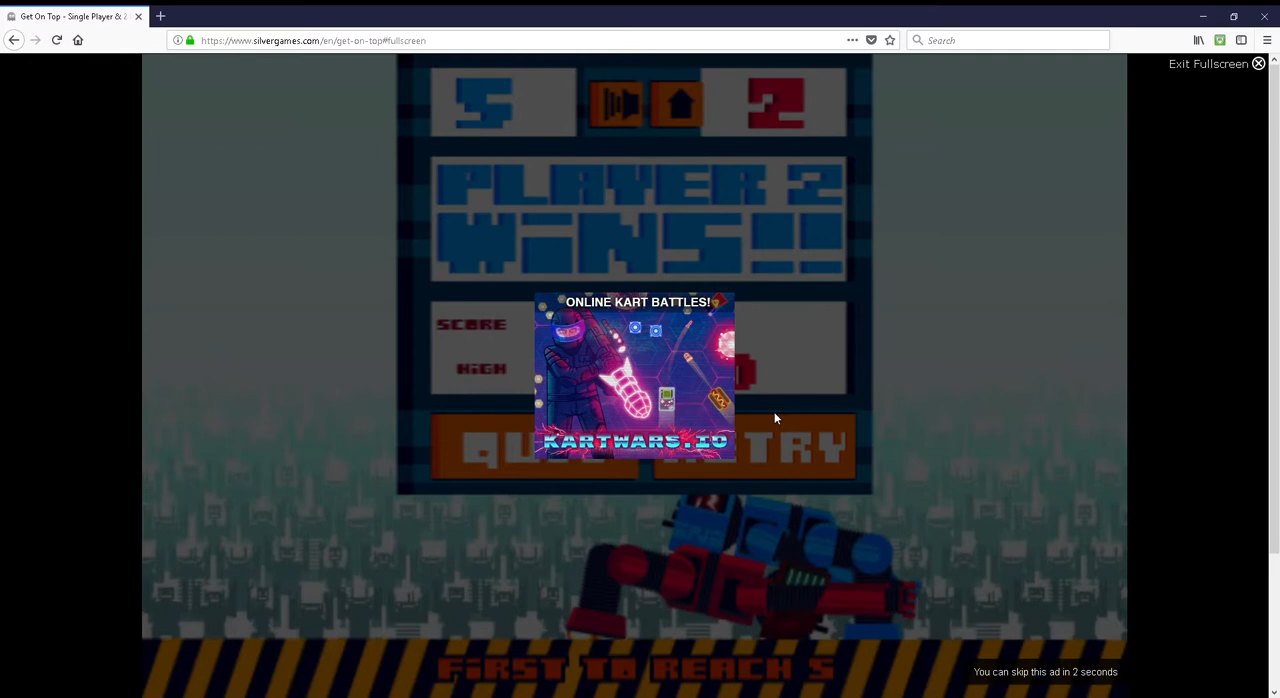 Get On Top - Single Player & 2
https://www.silvergames.com/en/get-on-top#fullscreen
Search
Exit Fullscreen
5 2
PLAYER 2
WINS!!
ONLINE KART BATTLES!
SCORE
HIGH
KARTWARS.IO
QUI TRY
FIRST TO REACH 5
You can skip this ad in 2 seconds